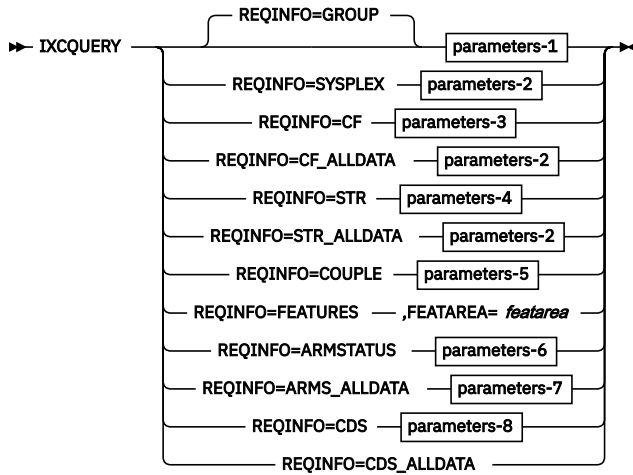 REQINFO=GROUP
IXCQUERY parameters-1
REQINFO=SYSPLEX parameters-2
REQINFO=CF parameters-3
REQINFO=CF_ALLDATA parameters-2
REQINFO=STR parameters-4
REQINFO=STR_ALLDATA parameters-2
REQINFO=COUPLE parameters-5
REQINFO=FEATURES ,FEATAREA= featarea
REQINFO=ARMSTATUS parameters-6
REQINFO=ARMS_ALLDATA parameters-7
REQINFO=CDS parameters-8
REQINFO=CDS_ALLDATA